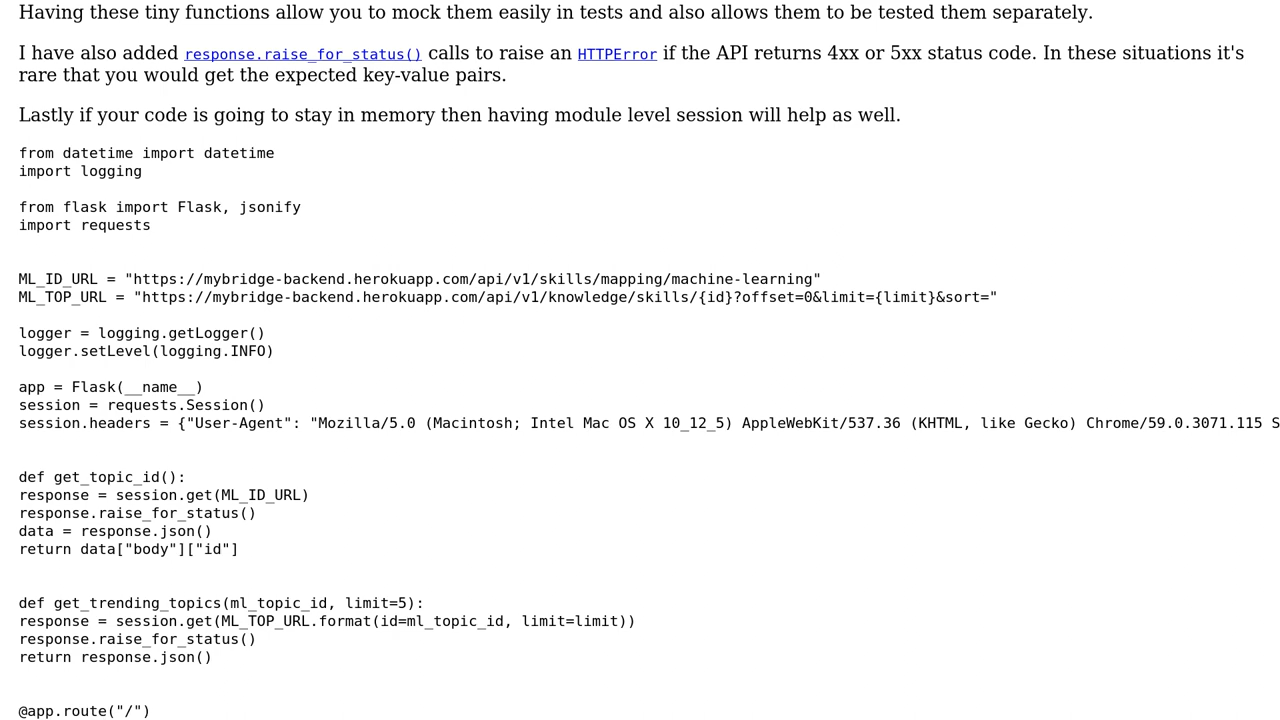 Having these tiny functions allow you to mock them easily in tests and also allows them to be tested them separately.
I have also added response.raise_for_status() calls to raise an HTTPError if the API returns 4xx or 5xx status code. In these situations it's
rare that you would get the expected key-value pairs.
Lastly if your code is going to stay in memory then having module level session will help as well.
from datetime import datetime
import logging
from flask import Flask, jsonify
import requests
ML_ID_URL = "https://mybridge-backend.herokuapp.com/api/v1/skills/mapping/machine-learning"
ML_TOP_URL = "https://mybridge-backend.herokuapp.com/api/v1/knowledge/skills/{id}?offset=0&limit={limit}&sort="
logger = logging.getLogger()
logger.setLevel(logging.INFO)
app = Flask(__name__)
session = requests.Session()
session.headers = {"User-Agent": "Mozilla/5.0 (Macintosh; Intel Mac OS X 10_12_5) AppleWebKit/537.36 (KHTML, like Gecko) Chrome/59.0.3071.115 S
def get_topic_id():
response = session.get(ML_ID_URL)
response.raise_for_status()
data = response.json()
return data["body"]["id"]
def get_trending_topics(ml_topic_id, limit=5):
response = session.get(ML_TOP_URL.format(id=ml_topic_id, limit=limit))
response.raise_for_status()
return response.json()
@app.route("/")